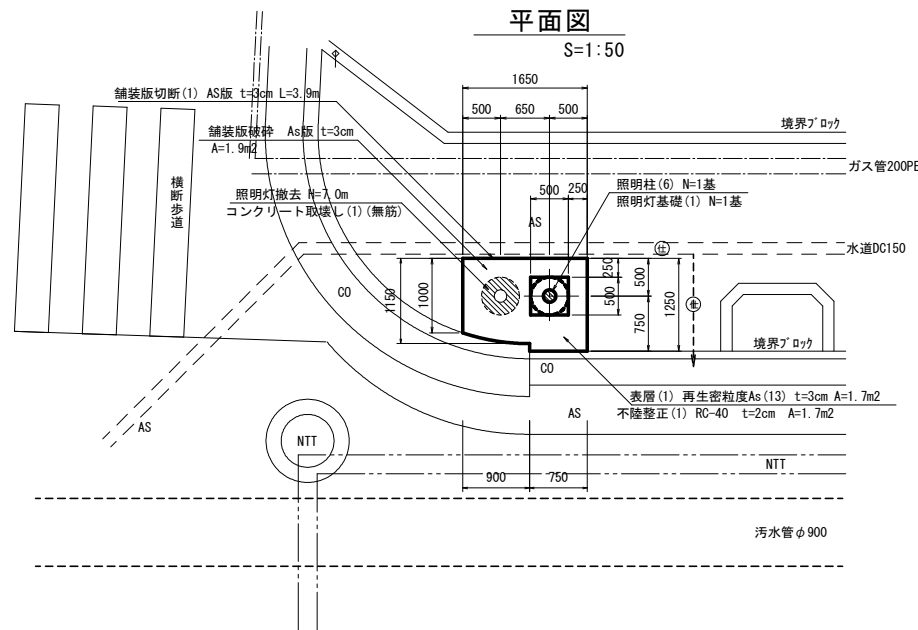 平面図
S=1:50
1650
500 650 500
舗装版切断(1) AS版 t=3cm L=3.9m
舗装版破砕 As版 t=3cm
A=1.9m2
境界ブロック
ガス管200PE
照明灯撤去 H=7.0m
コンクリート取壊し(1)(無筋)
500 250
照明柱(6) N=1基
照明灯基礎(1) N=1基
横断歩道
AS
仕
水道DC150
CO
1150
1000
250
500
500
750
1250
仕
境界ブロック
CO
表層(1) 再生密粒度As(13) t=3cm A=1.7m2
不陸整正(1) RC-40 t=2cm A=1.7m2
AS
AS
NTT
NTT
900 750
汚水管φ900